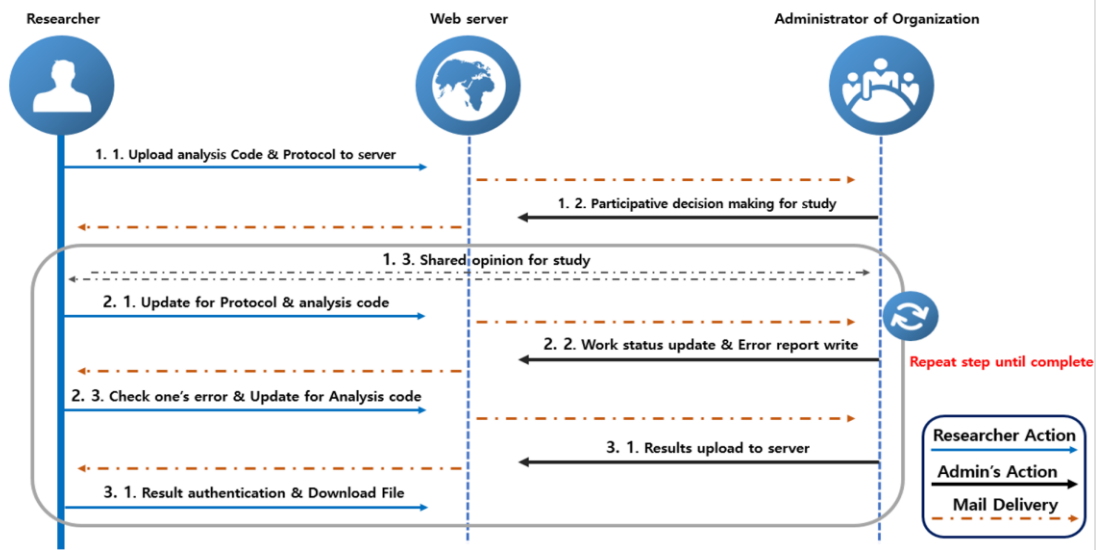 Researcher
Web server
Administrator of Organization
1. 1. Upload analysis Code & Protocol to server
1. 2. Participative decision making for study
1. 3. Shared opinion for study
2. 1. Update for Protocol & analysis code
2. 2. Work status update & Error report write
Repeat step until complete
2. 3. Check one's error & Update for Analysis code
3. 1. Results upload to server
3. 1. Result authentication & Download File
Researcher Action
Admin's Action
Mail Delivery